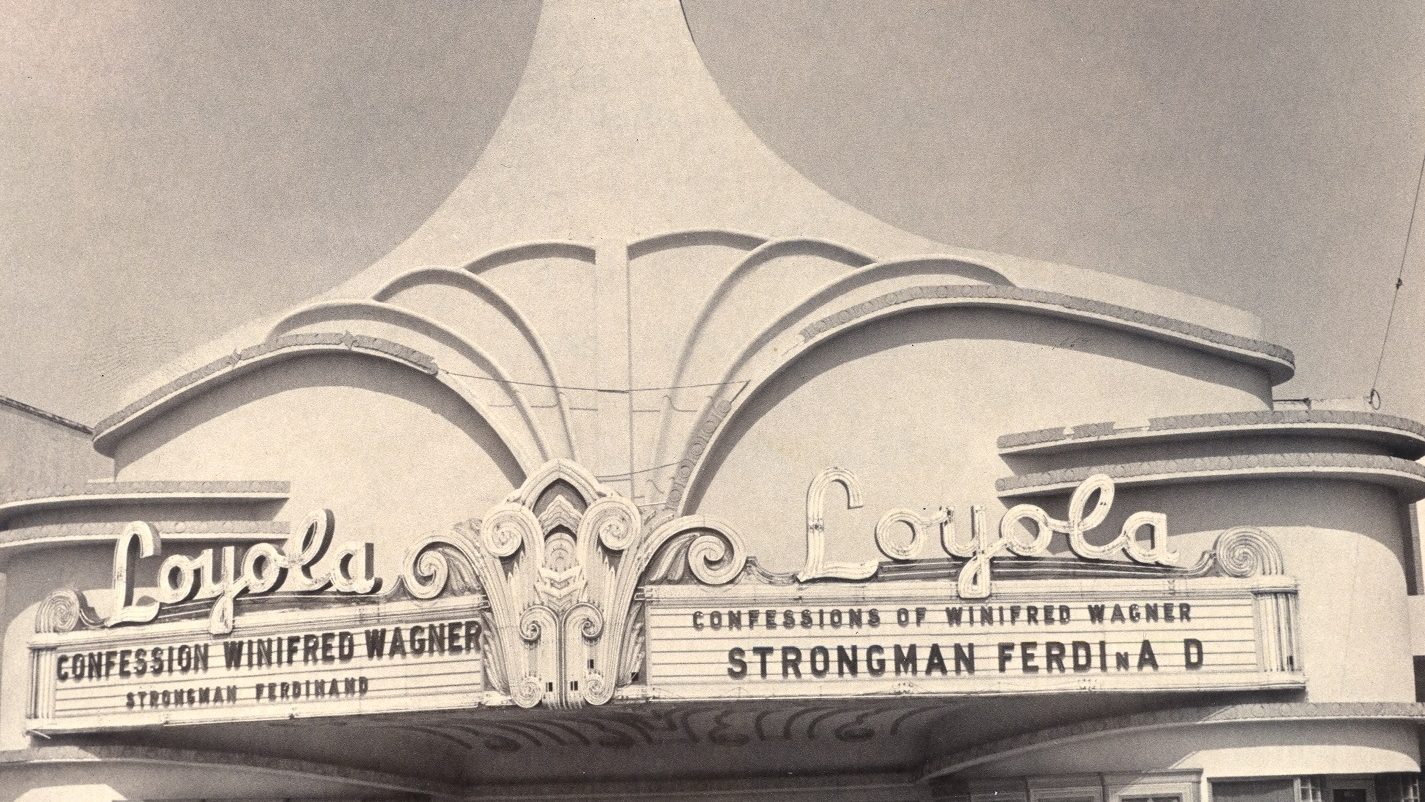 Loyola
CONFESSION WINIFRED WAGNER
STRONGMAN FERDINAND
Loyola
CONFESSIONS OF WINIFRED WAGNER
STRONGMAN FERDINA D